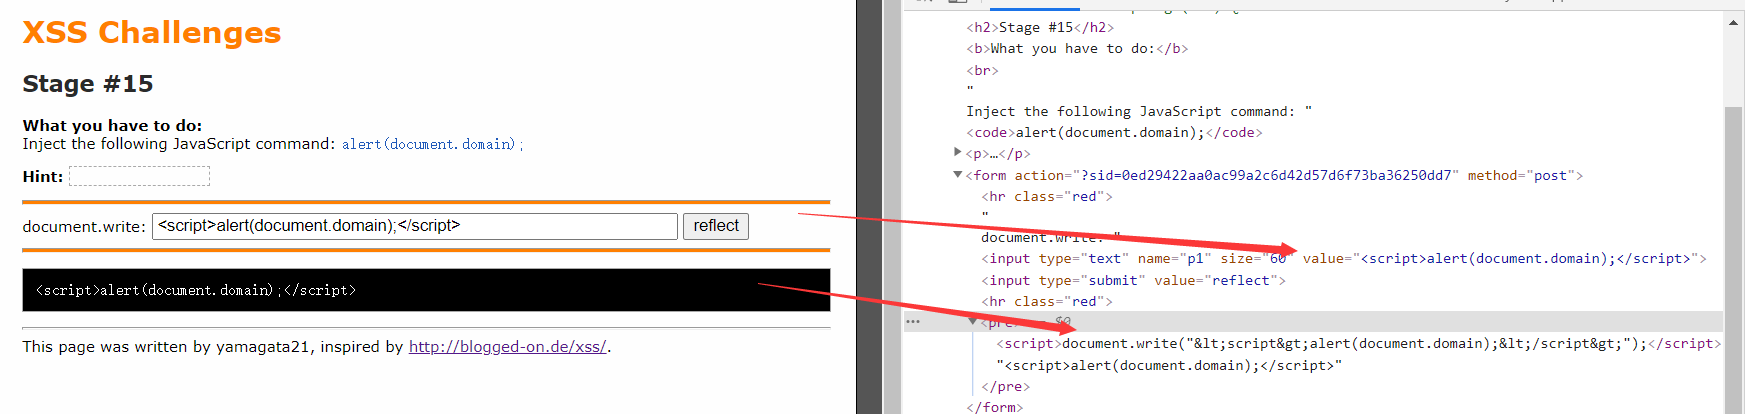 XSS Challenges
Stage #15
What you have to do:
Inject the following JavaScript command: alert(document.domain);
Hint:
document.write: <script>alert(document.domain);</script> reflect
<script>alert(document.domain);</script>
This page was written by yamagata21, inspired by http://blogged-on.de/xss/.
<h2>Stage #15</h2>
<b>What you have to do:</b>
<br>
"
Inject the following JavaScript command: "
<code>alert(document.domain);</code>
<p>…</p>
<form action="?sid=0ed29422aa0ac99a2c6d42d57d6f73ba36250dd7" method="post">
<hr class="red">
"
document.write: "
<input type="text" name="p1" size="60" value="<script>alert(document.domain);</script>">
<input type="submit" value="reflect">
<hr class="red">
<pre> == $0
<script>document.write("&lt;script&gt;alert(document.domain);&lt;/script&gt;");</script>
"<script>alert(document.domain);</script>"
</pre>
</form>